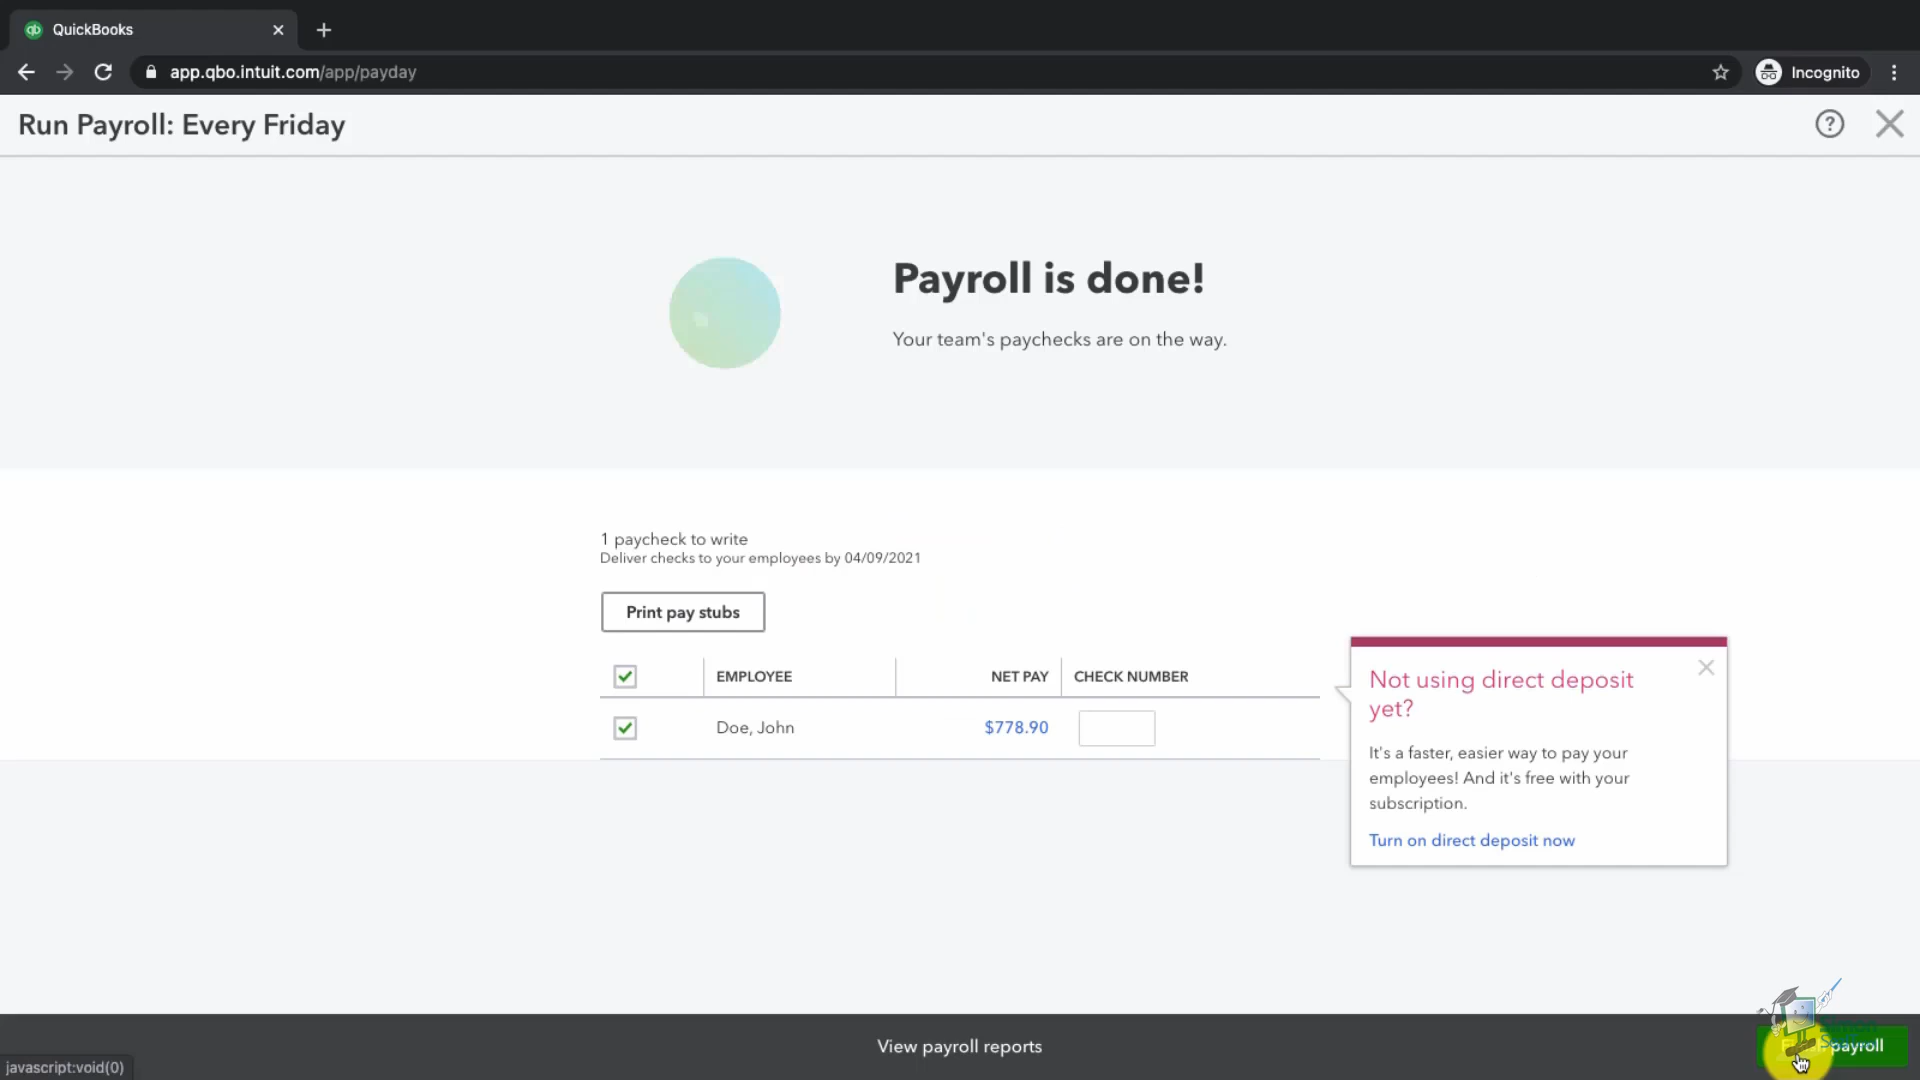 QuickBooks
app.qbo.intuit.com/app/payday
Incognito
Run Payroll: Every Friday
Payroll is done!
Your team's paychecks are on the way.
1 paycheck to write
Deliver checks to your employees by 04/09/2021
Print pay stubs
EMPLOYEE NET PAY CHECK NUMBER
Doe, John $778.90
Not using direct deposit
yet?
It's a faster, easier way to pay your
employees! And it's free with your
subscription.
Turn on direct deposit now
View payroll reports
payroll
javascript:void(0)